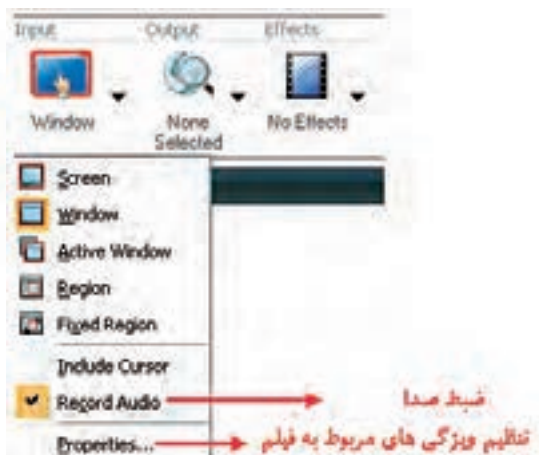 Input Output Effects
Window None Selected No Effects
Screen
Window
Active Window
Region
Fixed Region
Include Cursor
Record Audio ضبط صدا
Properties... تنظیم ویژگی های مربوط به فیلم